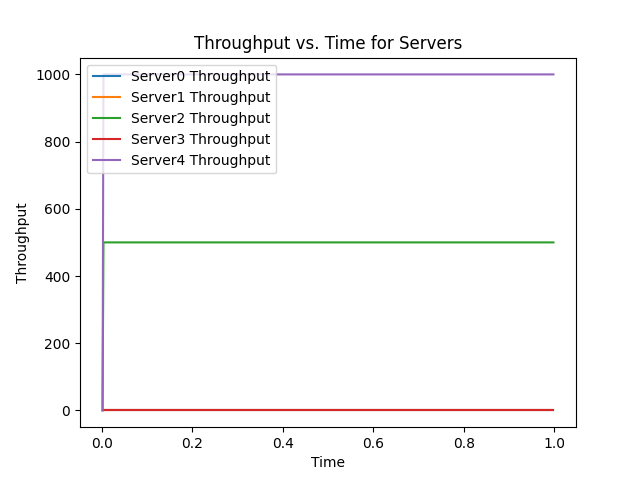 Throughput vs. Time for Servers
Server0 Throughput
Server1 Throughput
Server2 Throughput
Server3 Throughput
Server4 Throughput
Throughput
1000
800
600
400
200
0
0.0 0.2 0.4 0.6 0.8 1.0
Time